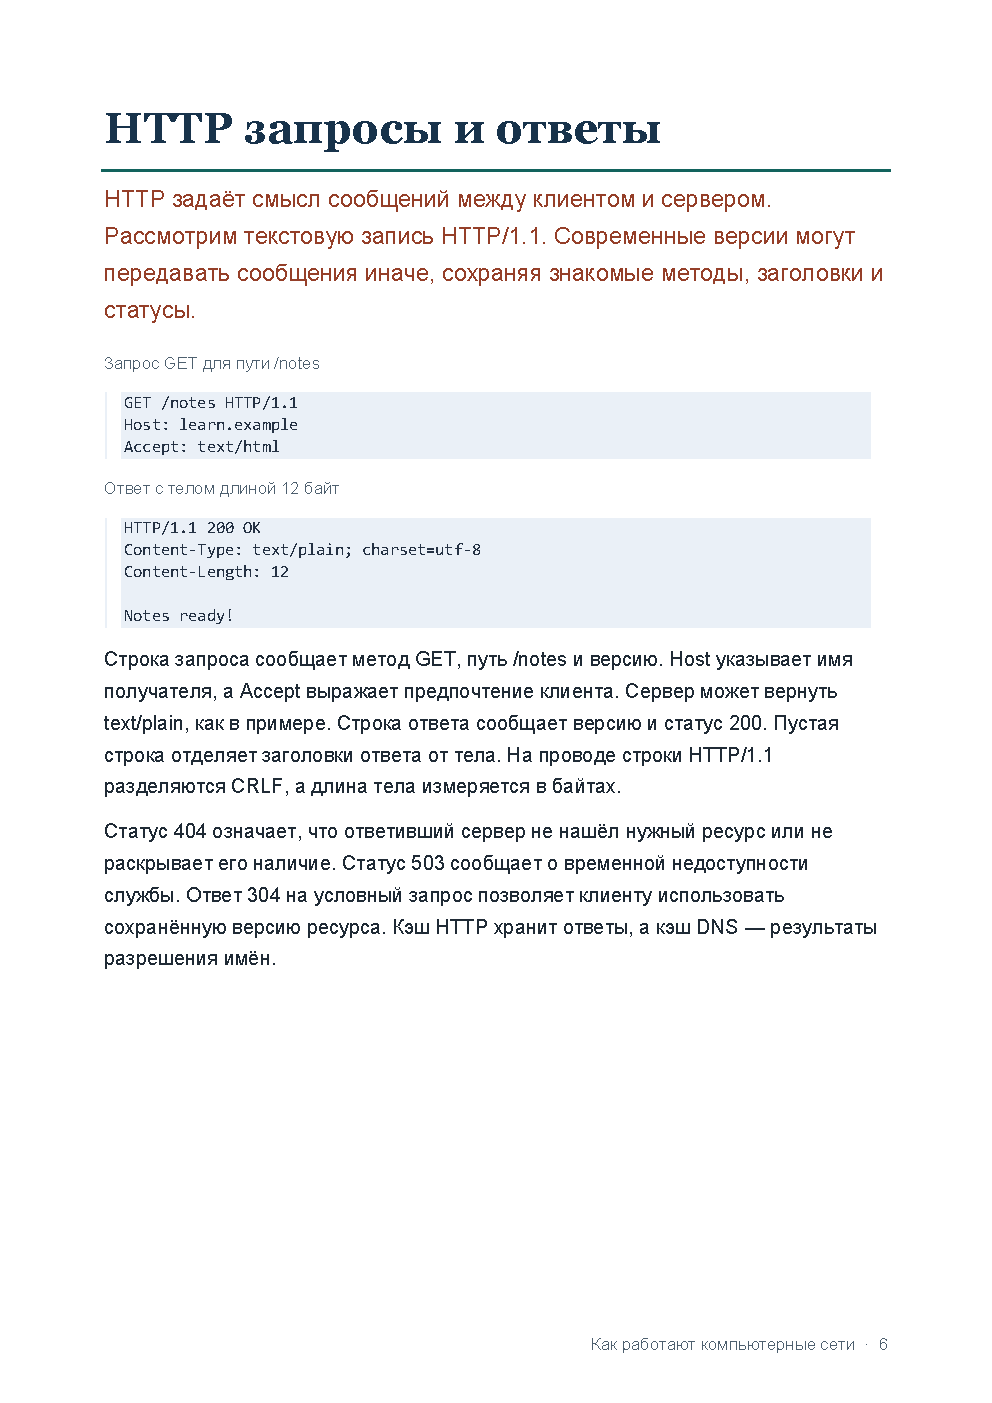 HTTP запросы и ответы
HTTP задаёт смысл сообщений между клиентом и сервером.
Рассмотрим текстовую запись HTTP/1.1. Современные версии могут
передавать сообщения иначе, сохраняя знакомые методы, заголовки и
статусы.
Запрос GET для пути /notes
GET /notes HTTP/1.1
Host: learn.example
Accept: text/html
Ответ с телом длиной 12 байт
HTTP/1.1 200 OK
Content-Type: text/plain; charset=utf-8
Content-Length: 12
Notes ready!
Строка запроса сообщает метод GET, путь /notes и версию. Host указывает имя
получателя, а Accept выражает предпочтение клиента. Сервер может вернуть
text/plain, как в примере. Строка ответа сообщает версию и статус 200. Пустая
строка отделяет заголовки ответа от тела. На проводе строки HTTP/1.1
разделяются CRLF, а длина тела измеряется в байтах.
Статус 404 означает, что ответивший сервер не нашёл нужный ресурс или не
раскрывает его наличие. Статус 503 сообщает о временной недоступности
службы. Ответ 304 на условный запрос позволяет клиенту использовать
сохранённую версию ресурса. Кэш HTTP хранит ответы, а кэш DNS — результаты
разрешения имён.
Как работают компьютерные сети · 6